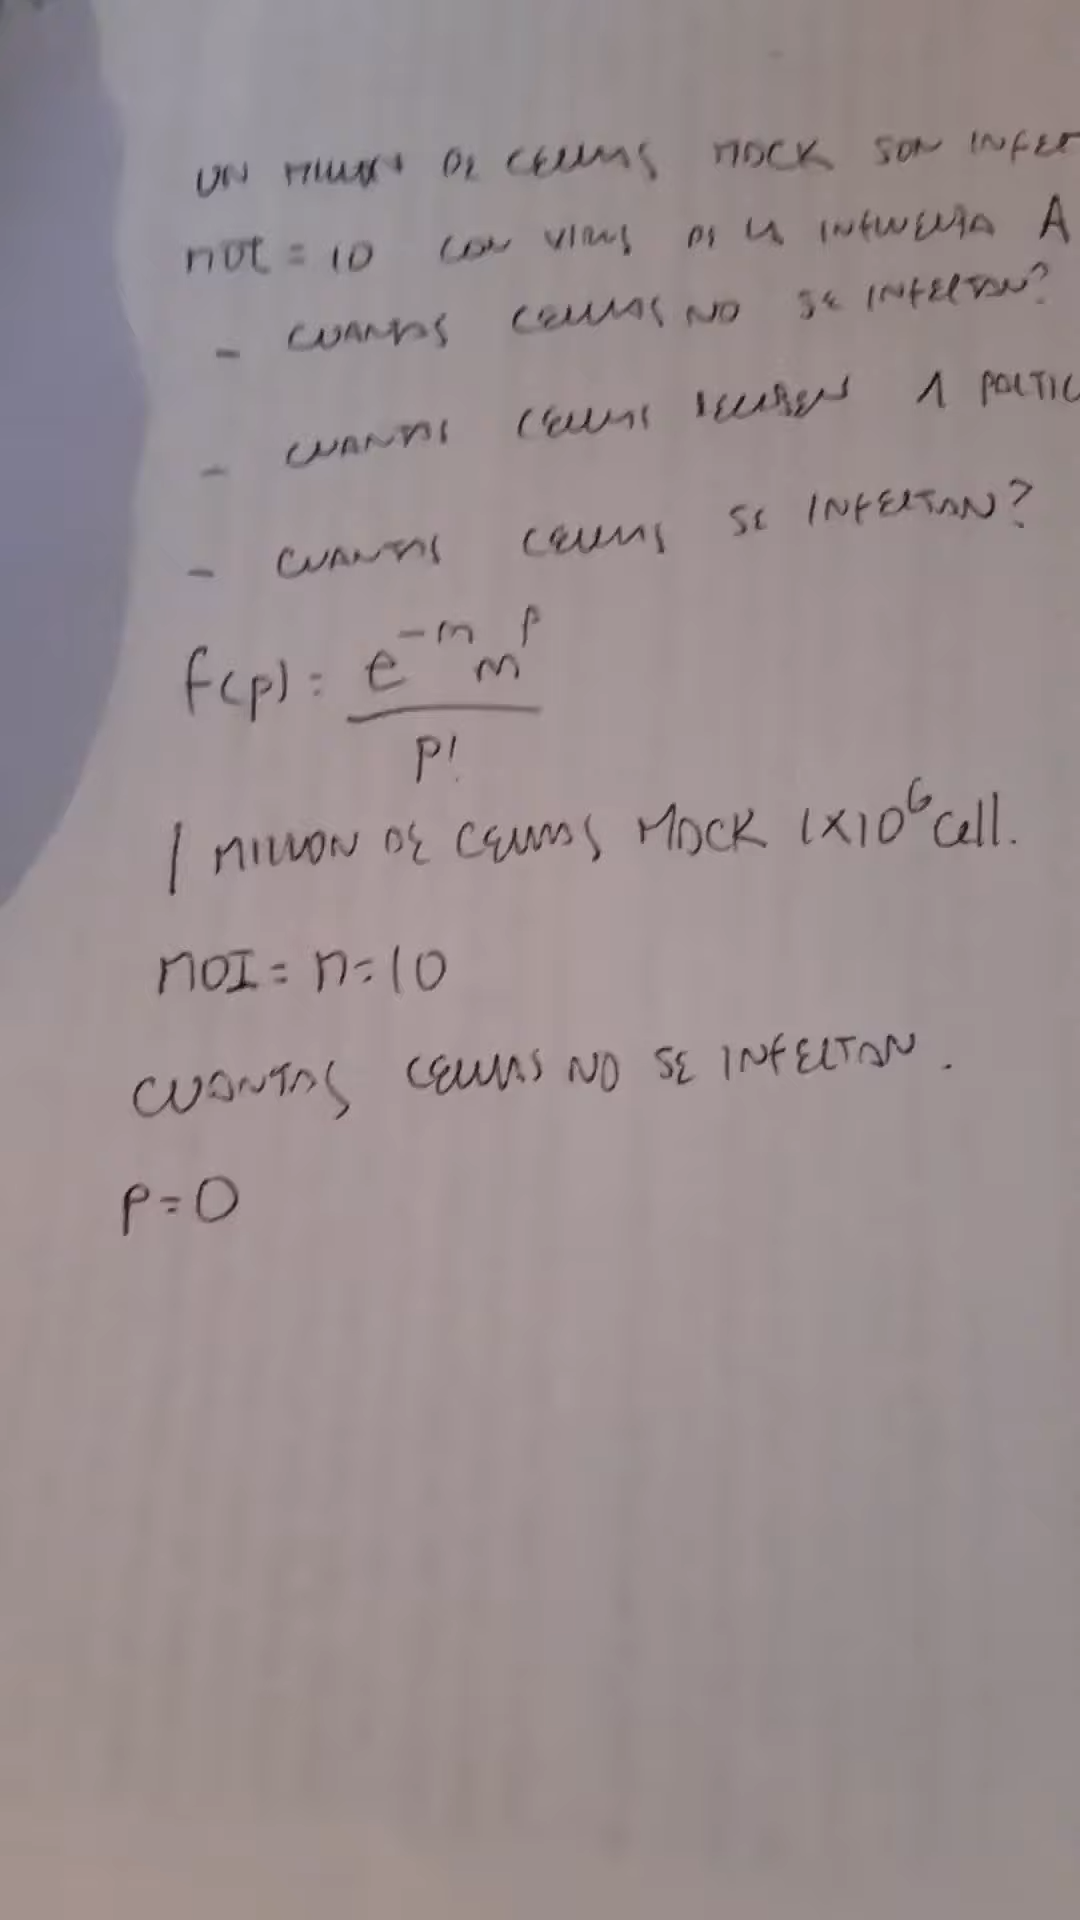 UN MILLON DE CELULAS MOCK SON INFEC
MOI = 10 CON VIRUS DE LA INFLUENZA A
- CUANTAS CELULAS NO SE INFECTAN?
- CUANTAS CELULAS RECIBEN 1 PARTIC
- CUANTAS CELULAS SE INFECTAN?
f(p) = e^-m m^p / p!
1 MILLON DE CELULAS MOCK 1X10^6 cell.
MOI = m = 10
CUANTAS CELULAS NO SE INFECTAN.
P = 0